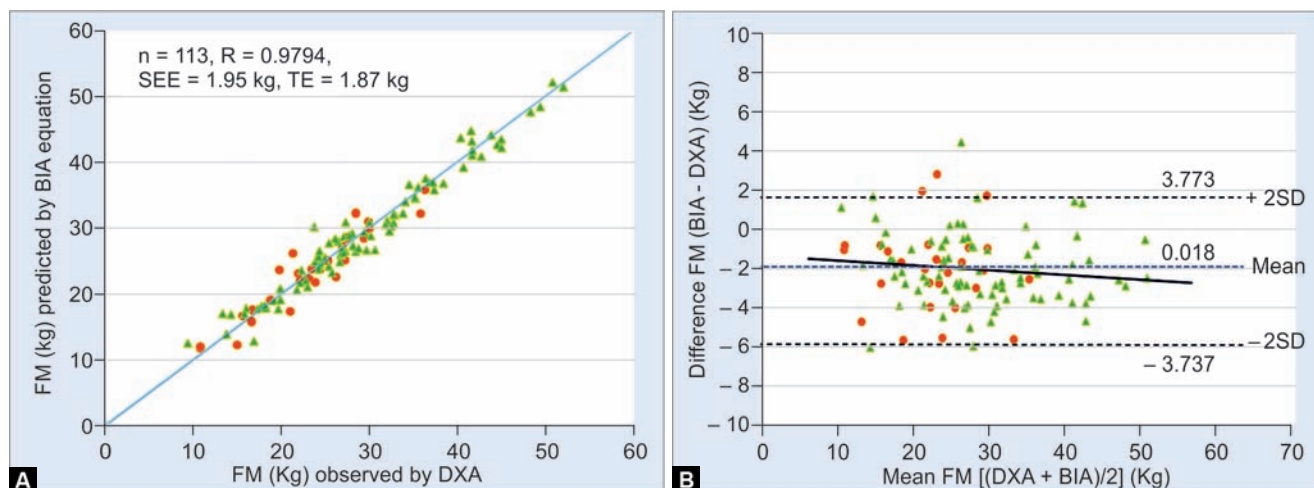 60
50
40
30
20
10
0
FM (kg) predicted by BIA equation
n = 113, R = 0.9794,
SEE = 1.95 kg, TE = 1.87 kg
0 10 20 30 40 50 60
FM (Kg) observed by DXA
A
10
8
6
4
2
0
– 2
– 4
– 6
– 8
– 10
Difference FM (BIA - DXA) (Kg)
3.773
+ 2SD
0.018
Mean
– 2SD
– 3.737
0 10 20 30 40 50 60 70
Mean FM [(DXA + BIA)/2] (Kg)
B